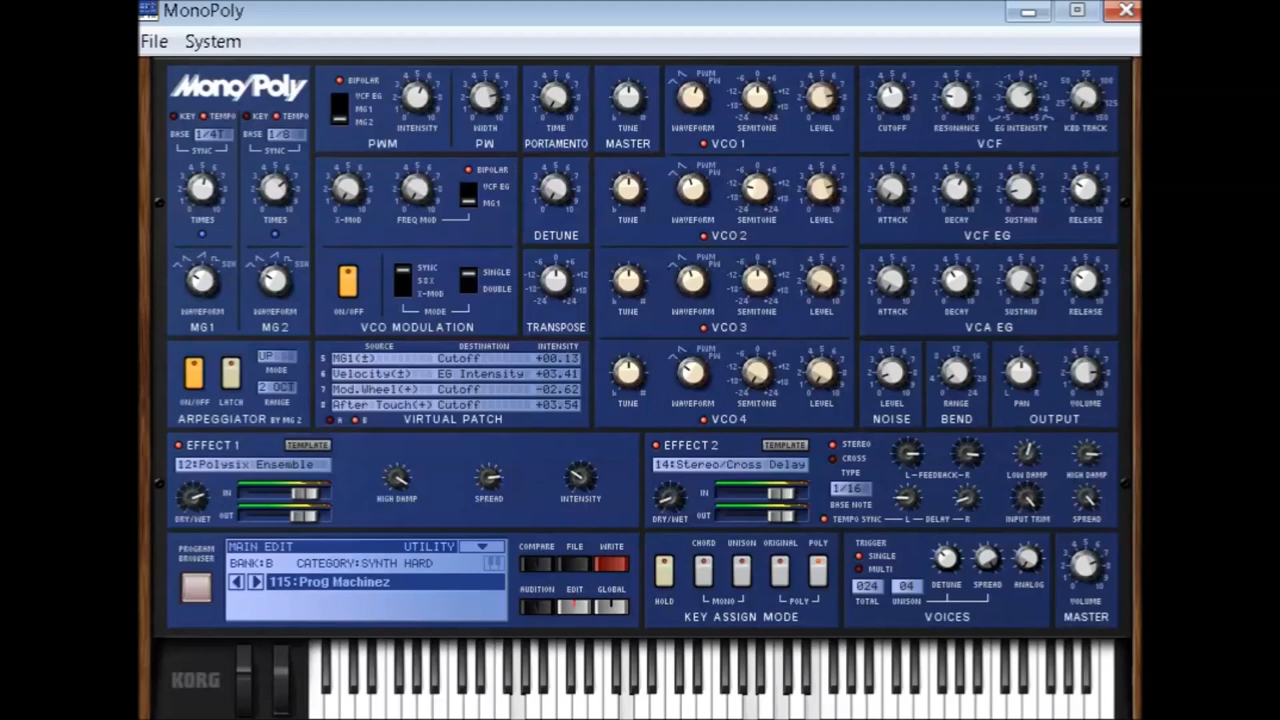 MonoPoly
File System
Mono/Poly
KEY TEMPO KEY TEMPO
BASE 1/4T BASE 1/8
SYNC SYNC
TIMES TIMES
WAVEFORM WAVEFORM
MG1 MG2
BIPOLAR
VCF EG
MG1
MG2
INTENSITY
PWM
WIDTH
PW
TIME
PORTAMENTO
TUNE
MASTER
PWM
PW
WAVEFORM SEMITONE LEVEL
VCO 1
CUTOFF RESONANCE EG INTENSITY KBD TRACK
VCF
X-MOD FREQ MOD
BIPOLAR
VCF EG
MG1
DETUNE
TUNE WAVEFORM SEMITONE LEVEL
VCO2
ATTACK DECAY SUSTAIN RELEASE
VCF EG
ON/OFF
SYNC
S&X
X-MOD
MODE
SINGLE
DOUBLE
VCO MODULATION
TRANSPOSE
TUNE WAVEFORM SEMITONE LEVEL
VCO3
ATTACK DECAY SUSTAIN RELEASE
VCA EG
ON/OFF LATCH
UP
MODE
2 OCT
RANGE
ARPEGGIATOR BY MG 2
SOURCE DESTINATION INTENSITY
5 MG1(±) Cutoff +00.13
6 Velocity(±) EG Intensity +03.41
7 Mod.Wheel(+) Cutoff -02.62
8 After Touch(+) Cutoff +03.54
A B VIRTUAL PATCH
TUNE WAVEFORM SEMITONE LEVEL
VCO4
LEVEL
NOISE
RANGE
BEND
PAN VOLUME
OUTPUT
EFFECT 1 TEMPLATE
12:Polysix Ensemble
DRY/WET
IN
OUT
HIGH DAMP SPREAD INTENSITY
EFFECT 2 TEMPLATE
14:Stereo/Cross Delay
DRY/WET
IN
OUT
STEREO
CROSS
TYPE
1/16
BASE NOTE
TEMPO SYNC
L-FEEDBACK-R
L - DELAY - R
LOW DAMP HIGH DAMP
INPUT TRIM SPREAD
PROGRAM
BROWSER
MAIN EDIT UTILITY
BANK:B CATEGORY:SYNTH HARD
115:Prog Machinez
COMPARE FILE WRITE
AUDITION EDIT GLOBAL
CHORD UNISON ORIGINAL POLY
HOLD MONO POLY
KEY ASSIGN MODE
TRIGGER
SINGLE
MULTI
024 04
TOTAL UNISON
DETUNE SPREAD ANALOG
VOICES
VOLUME
MASTER
KORG